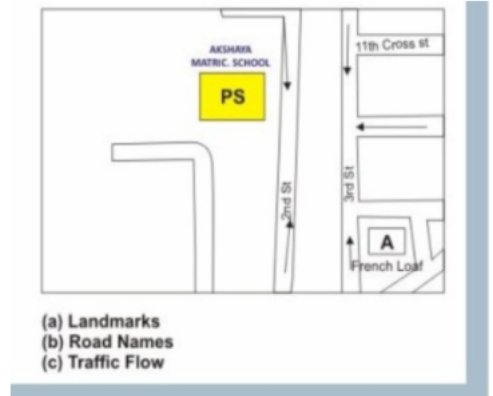 AKSHAYA
MATRIC. SCHOOL
PS
11th Cross st
2nd St
3rd St
A
French Loaf
(a) Landmarks
(b) Road Names
(c) Traffic Flow